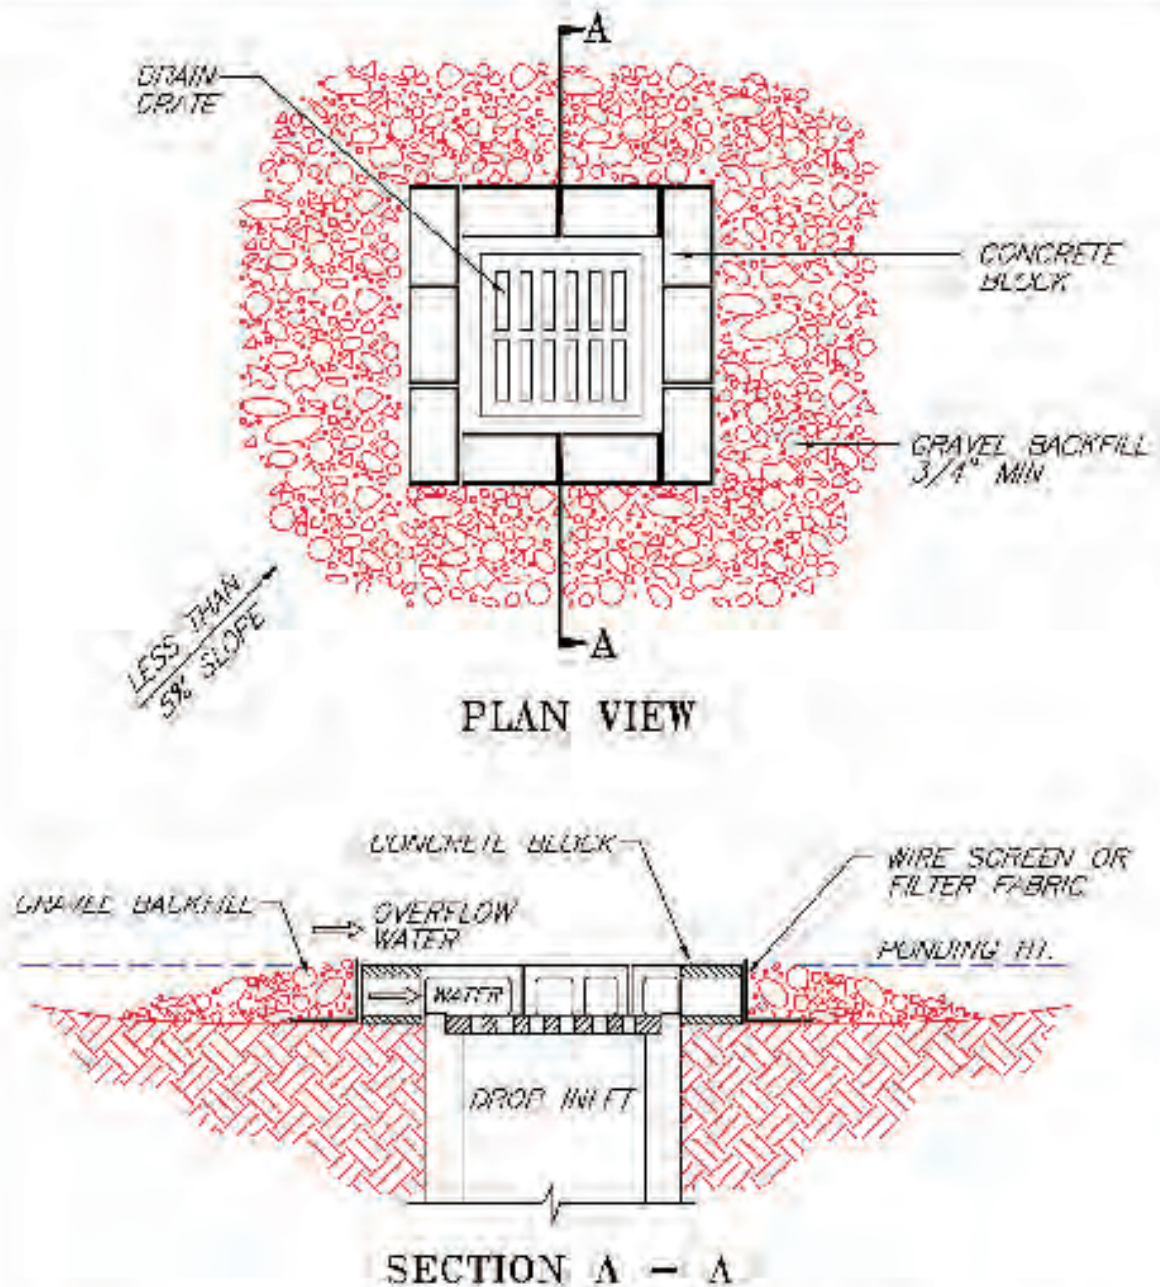 A
DRAIN
GRATE
CONCRETE
BLOCK
GRAVEL BACKFILL
3/4" MIN
LESS THAN
5% SLOPE
A
PLAN VIEW
CONCRETE BLOCK
WIRE SCREEN OR
FILTER FABRIC
GRAVEL BACKFILL
OVERFLOW
WATER
PONDING HT.
WATER
DROP INLET
SECTION A - A